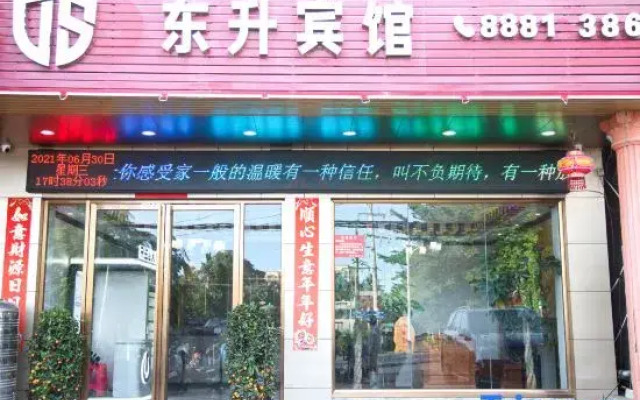 东升宾馆
8881 386
2021年06月30日
星期三
17时38分03秒
你感受家一般的温暖有一种信任，叫不负期待，有一种
如意财源日日
顺心生意年年好